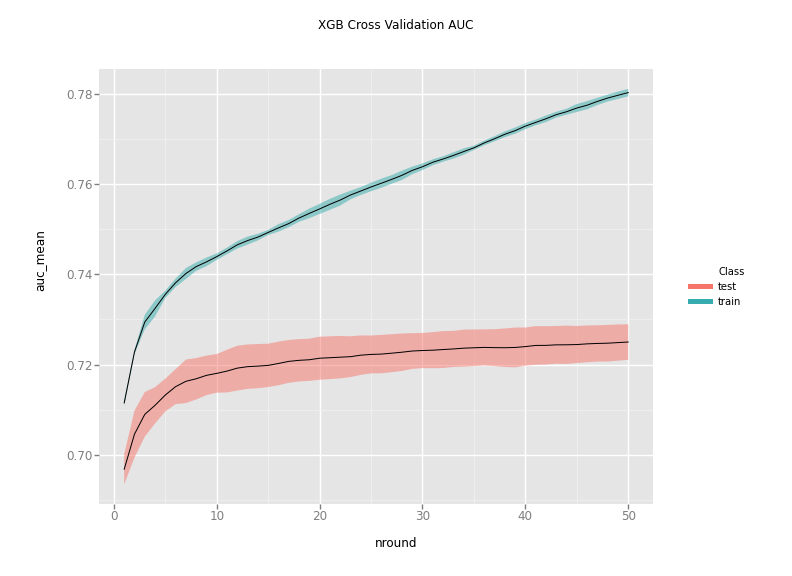 XGB Cross Validation AUC
0.78
0.76
0.74
0.72
0.70
auc_mean
0 10 20 30 40 50
nround
Class
test
train